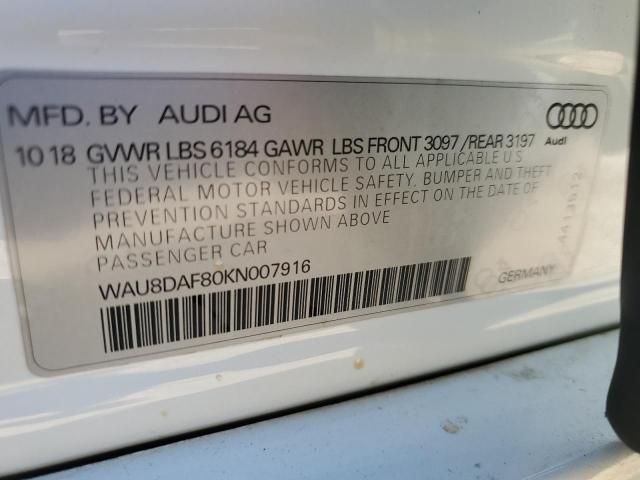 MFD. BY AUDI AG
10 18 GVWR LBS 6184 GAWR LBS FRONT 3097 / REAR 3197
Audi
THIS VEHICLE CONFORMS TO ALL APPLICABLE U S
FEDERAL MOTOR VEHICLE SAFETY, BUMPER AND THEFT
PREVENTION STANDARDS IN EFFECT ON THE DATE OF
MANUFACTURE SHOWN ABOVE
PASSENGER CAR
WAU8DAF80KN007916
GERMANY